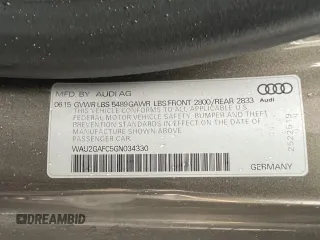 MFD BY AUDI AG
06.15 GVWR LBS 5489 GAWR LBS FRONT 2800/REAR 2833
Audi
THIS VEHICLE CONFORMS TO ALL APPLICABLE U.S.
FEDERAL MOTOR VEHICLE SAFETY, BUMPER AND THEFT
PREVENTION STANDARDS IN EFFECT ON THE
DATE OF MANUFACTURE SHOWN ABOVE
PASSENGER CAR
WAU2GAFC5GN034330
GERMANY
© DREAMBID